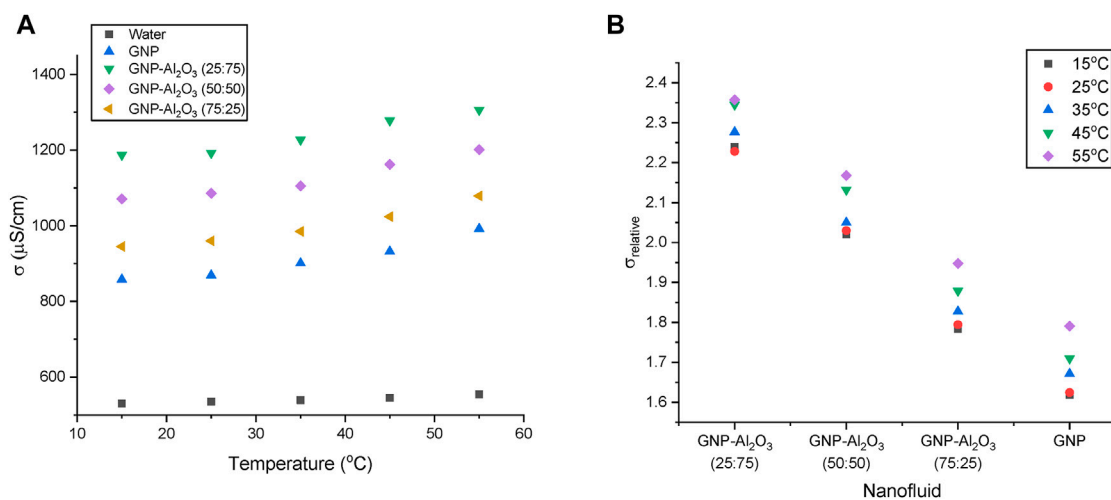 A
Water
GNP
GNP-Al₂O₃ (25:75)
GNP-Al₂O₃ (50:50)
GNP-Al₂O₃ (75:25)
1400
1200
1000
800
600
σ (μS/cm)
10
20
30
40
50
60
Temperature (°C)
B
15°C
25°C
35°C
45°C
55°C
2.4
2.3
2.2
2.1
2.0
1.9
1.8
1.7
1.6
σrelative
GNP-Al₂O₃
(25:75)
GNP-Al₂O₃
(50:50)
GNP-Al₂O₃
(75:25)
GNP
Nanofluid